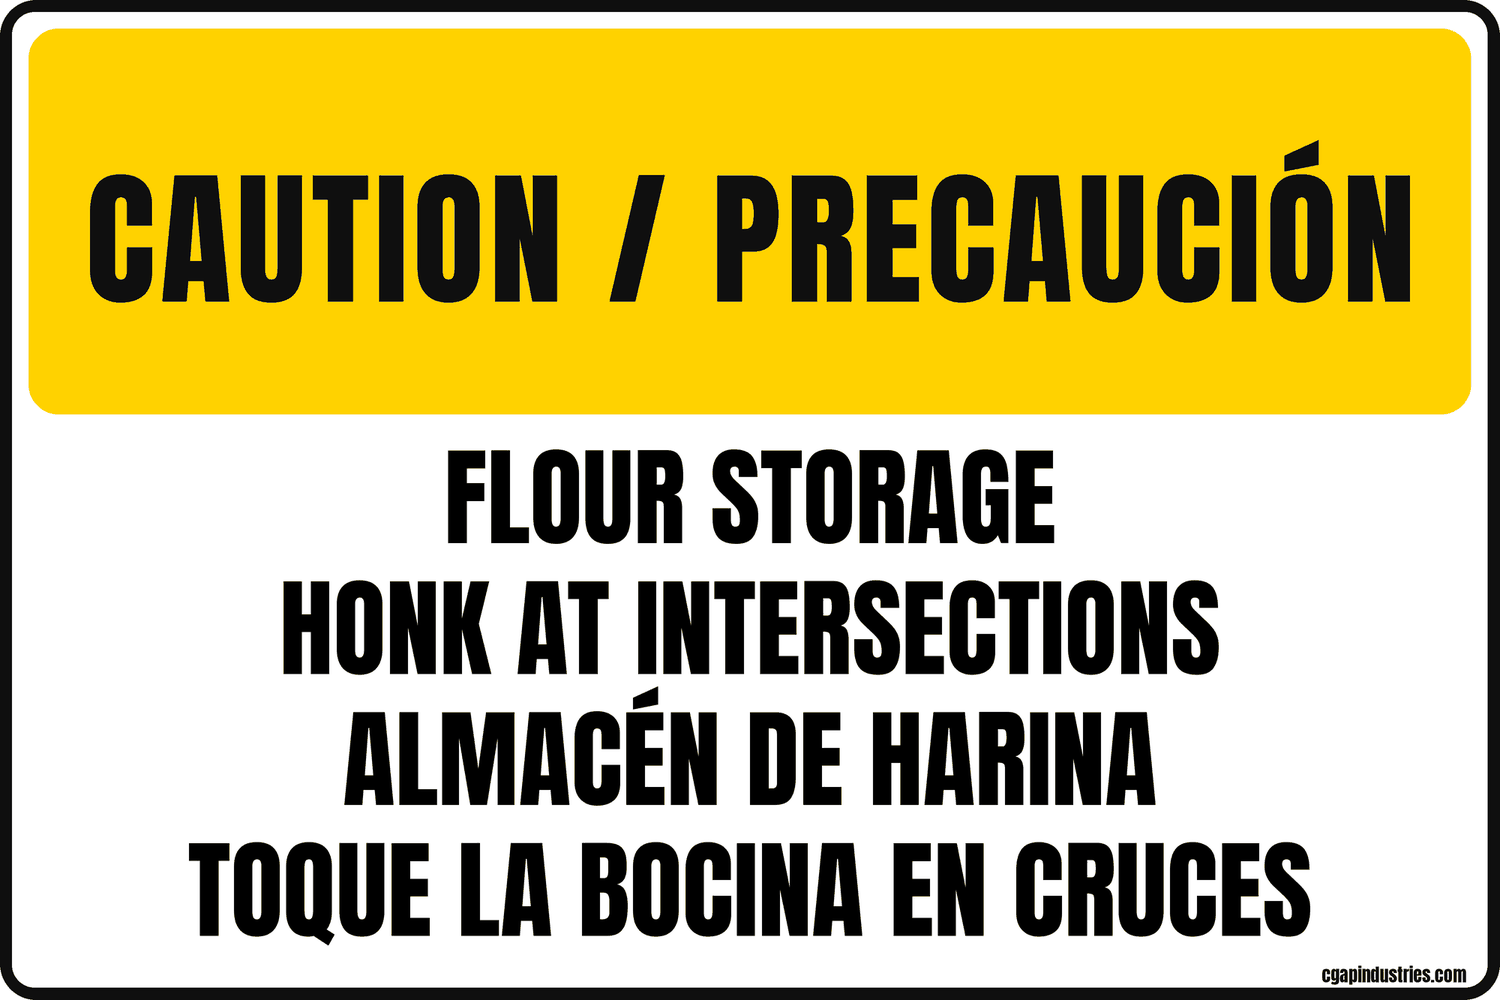 CAUTION / PRECAUCIÓN
FLOUR STORAGE
HONK AT INTERSECTIONS
ALMACÉN DE HARINA
TOQUE LA BOCINA EN CRUCES
cgapindustries.com